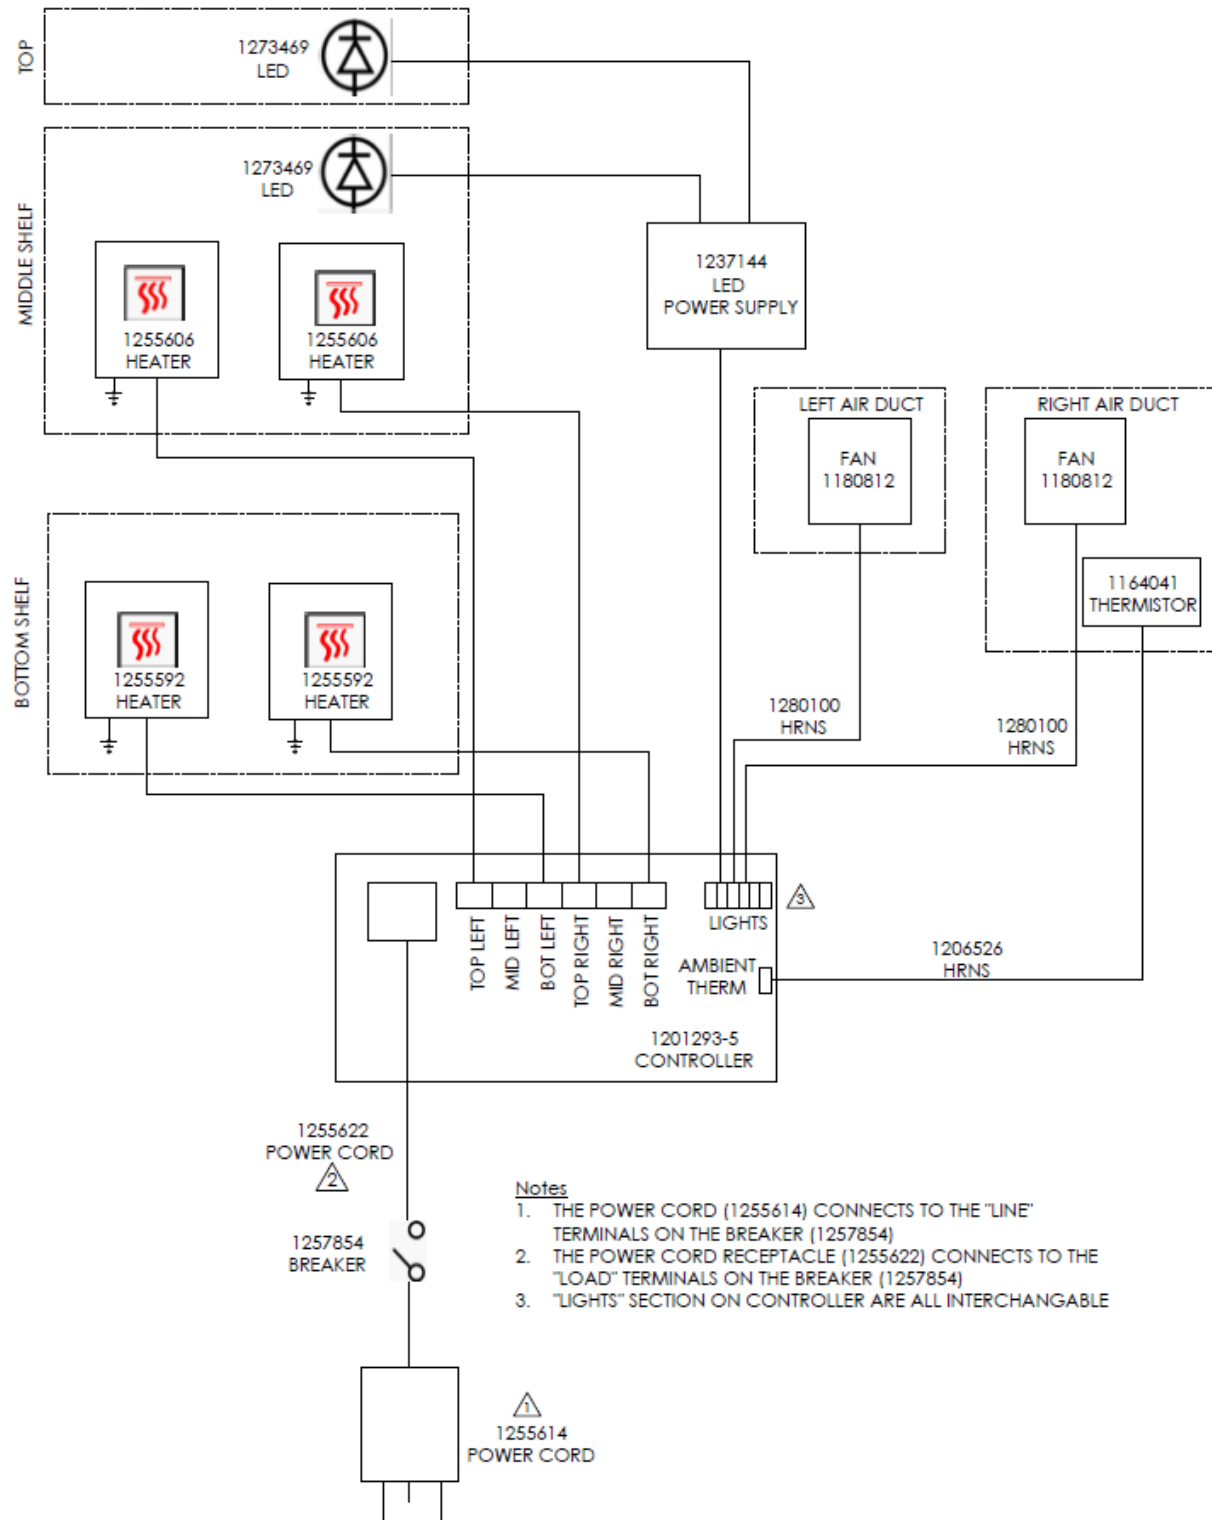 TOP
1273469
LED
MIDDLE SHELF
1273469
LED
1255606
HEATER
1255606
HEATER
1237144
LED
POWER SUPPLY
LEFT AIR DUCT
FAN
1180812
RIGHT AIR DUCT
FAN
1180812
1164041
THERMISTOR
BOTTOM SHELF
1255592
HEATER
1255592
HEATER
1280100
HRNS
1280100
HRNS
TOP LEFT
MID LEFT
BOT LEFT
TOP RIGHT
MID RIGHT
BOT RIGHT
LIGHTS
3
AMBIENT
THERM
1206526
HRNS
1201293-5
CONTROLLER
1255622
POWER CORD
2
1257854
BREAKER
Notes
1. THE POWER CORD (1255614) CONNECTS TO THE "LINE"
TERMINALS ON THE BREAKER (1257854)
2. THE POWER CORD RECEPTACLE (1255622) CONNECTS TO THE
"LOAD" TERMINALS ON THE BREAKER (1257854)
3. "LIGHTS" SECTION ON CONTROLLER ARE ALL INTERCHANGABLE
1
1255614
POWER CORD